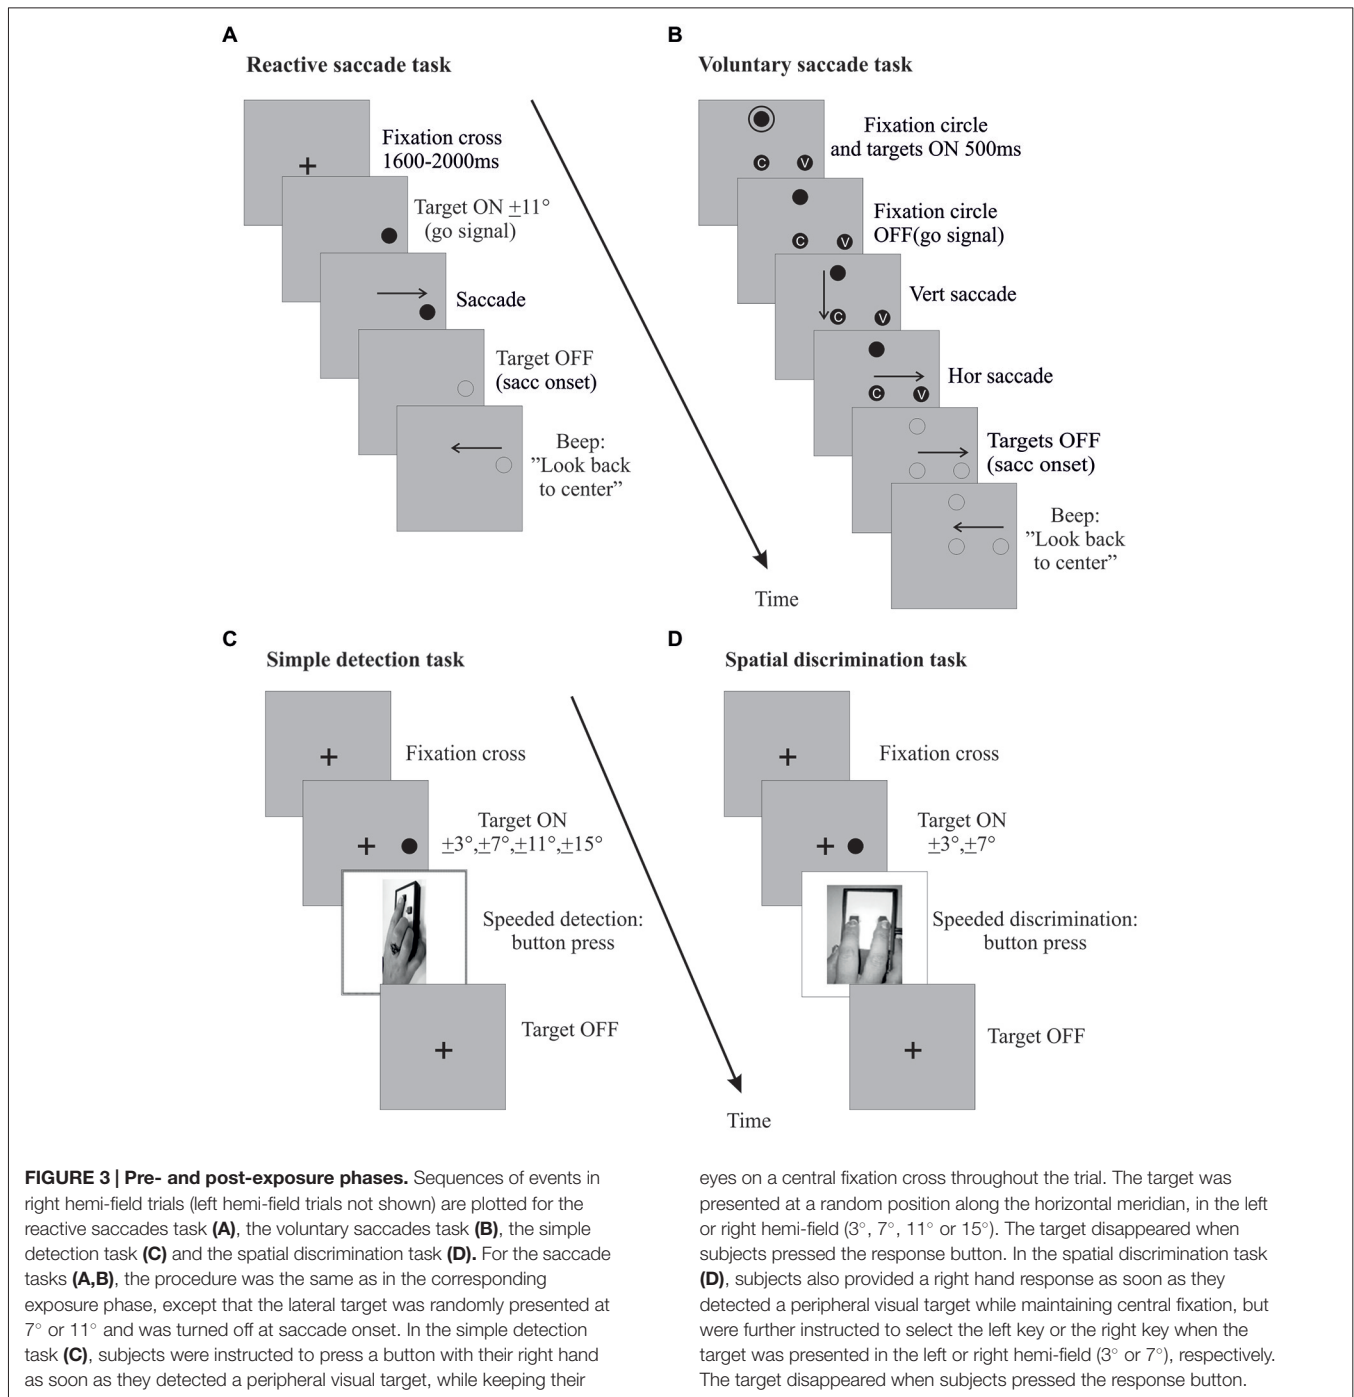 A
Reactive saccade task
Fixation cross
1600-2000ms
Target ON ±11°
(go signal)
Saccade
Target OFF
(sacc onset)
Beep:
”Look back
to center”
B
Voluntary saccade task
C
V
Fixation circle
and targets ON 500ms
C
V
Fixation circle
OFF(go signal)
C
V
Vert saccade
C
V
Hor saccade
Targets OFF
(sacc onset)
Beep:
”Look back
to center”
Time
C
Simple detection task
Fixation cross
Target ON
±3°,±7°,±11°,±15°
Speeded detection:
button press
Target OFF
D
Spatial discrimination task
Fixation cross
Target ON
±3°,±7°
Speeded discrimination:
button press
Target OFF
Time
FIGURE 3 | Pre- and post-exposure phases. Sequences of events in
right hemi-field trials (left hemi-field trials not shown) are plotted for the
reactive saccades task (A), the voluntary saccades task (B), the simple
detection task (C) and the spatial discrimination task (D). For the saccade
tasks (A,B), the procedure was the same as in the corresponding
exposure phase, except that the lateral target was randomly presented at
7° or 11° and was turned off at saccade onset. In the simple detection
task (C), subjects were instructed to press a button with their right hand
as soon as they detected a peripheral visual target, while keeping their
eyes on a central fixation cross throughout the trial. The target was
presented at a random position along the horizontal meridian, in the left
or right hemi-field (3°, 7°, 11° or 15°). The target disappeared when
subjects pressed the response button. In the spatial discrimination task
(D), subjects also provided a right hand response as soon as they
detected a peripheral visual target while maintaining central fixation, but
were further instructed to select the left key or the right key when the
target was presented in the left or right hemi-field (3° or 7°), respectively.
The target disappeared when subjects pressed the response button.